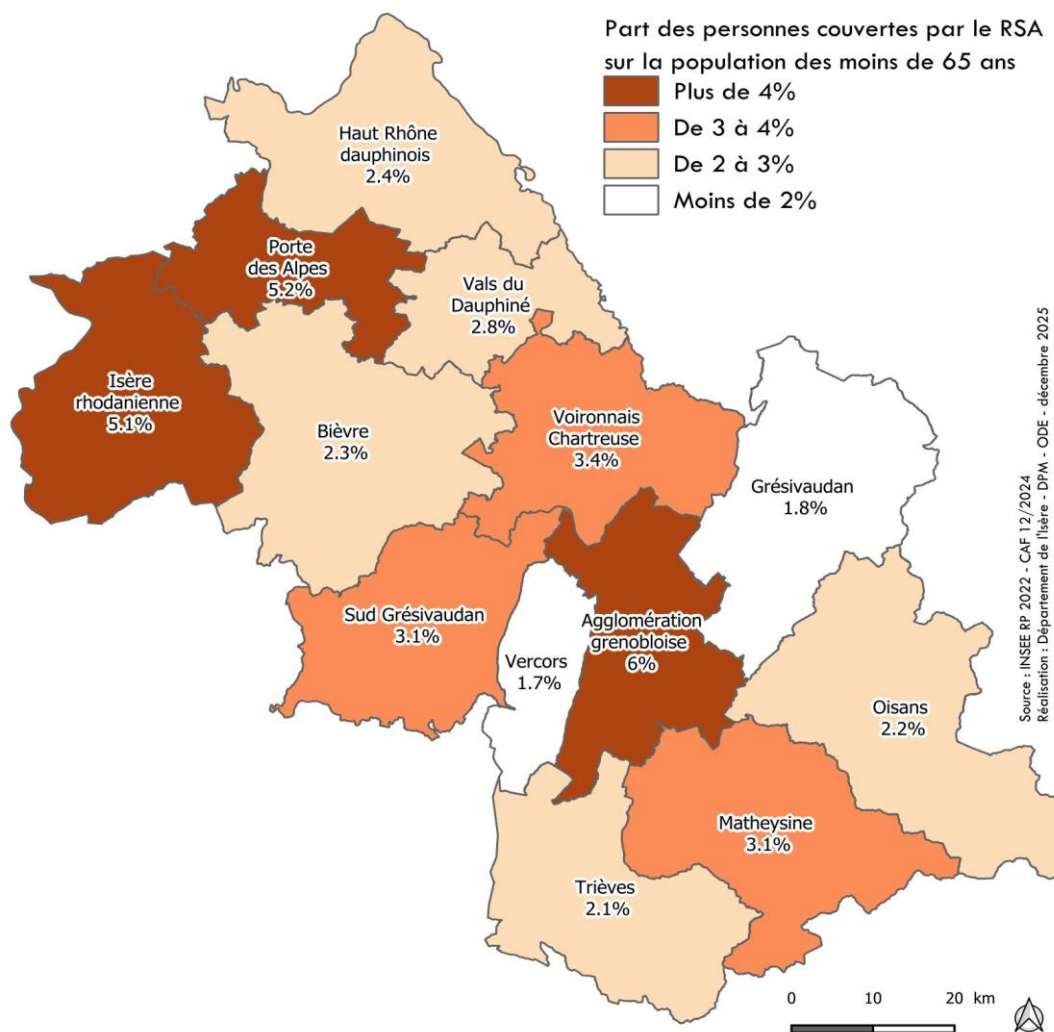 Part des personnes couvertes par le RSA
sur la population des moins de 65 ans
Plus de 4%
De 3 à 4%
De 2 à 3%
Moins de 2%
Haut Rhône
dauphinois
2.4%
Porte
des Alpes
5.2%
Vals du
Dauphiné
2.8%
Isère
rhodanienne
5.1%
Bièvre
2.3%
Voironnais
Chartreuse
3.4%
Grésivaudan
1.8%
Sud Grésivaudan
3.1%
Vercors
1.7%
Agglomération
grenobloise
6%
Oisans
2.2%
Matheysine
3.1%
Trièves
2.1%
Source : INSEE RP 2022 - CAF 12/2024
Réalisation : Département de l'Isère - DPM - ODE - décembre 2025
0 10 20 km